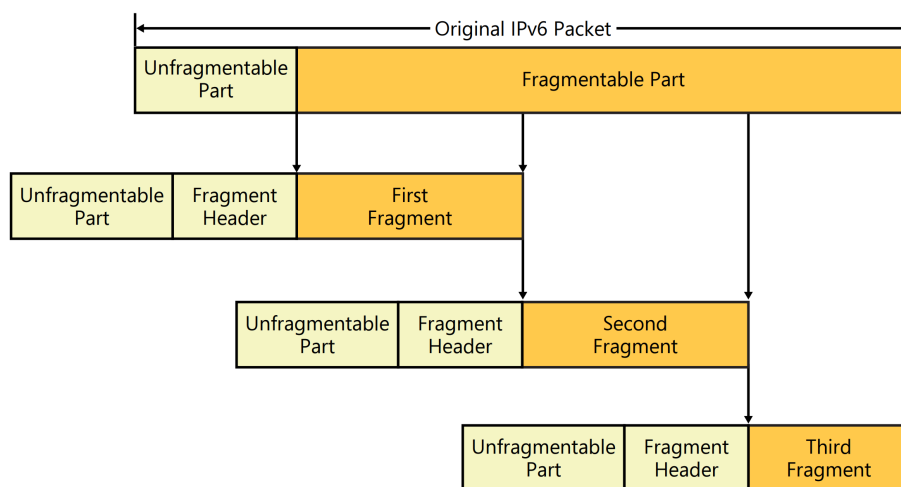 Original IPv6 Packet
Unfragmentable
Part
Fragmentable Part
Unfragmentable
Part
Fragment
Header
First
Fragment
Unfragmentable
Part
Fragment
Header
Second
Fragment
Unfragmentable
Part
Fragment
Header
Third
Fragment